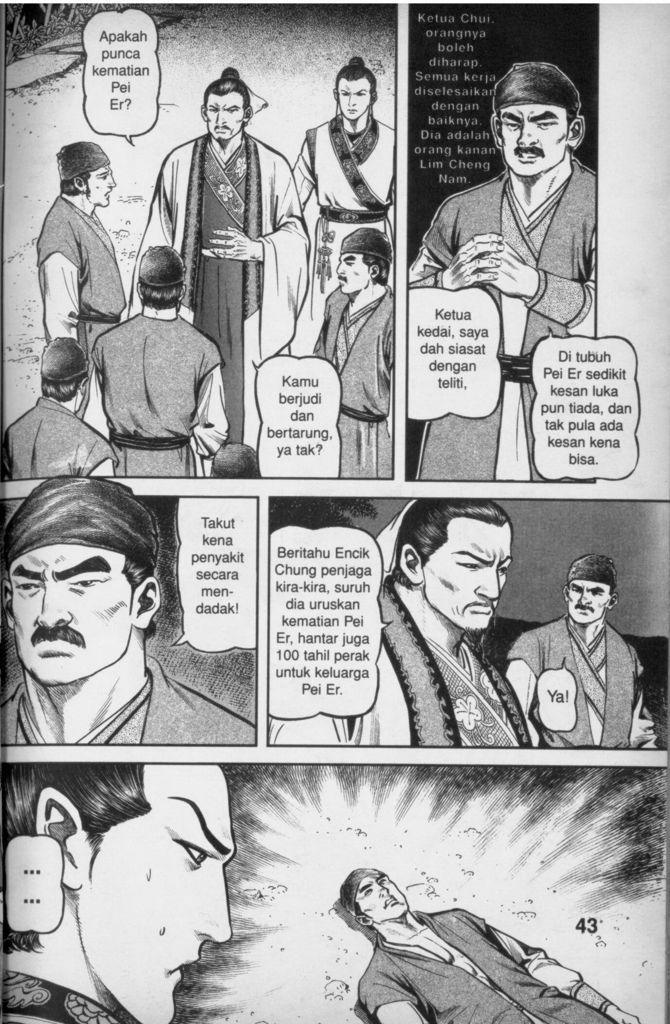 Apakah
punca
kematian
Pei
Er?
Kamu
berjudi
dan
bertarung,
ya tak?
Ketua Chui,
orangnya
boleh
diharap.
Semua kerja
diselesaikan
dengan
baiknya.
Dia adalah
orang kanan
Lim Cheng
Nam.
Ketua
kedai, saya
dah siasat
dengan
teliti,
Di tubuh
Pei Er sedikit
kesan luka
pun tiada, dan
tak pula ada
kesan kena
bisa.
Takut
kena
penyakit
secara
men-
dadak!
Beritahu Encik
Chung penjaga
kira-kira, suruh
dia uruskan
kematian Pei
Er, hantar juga
100 tahil perak
untuk keluarga
Pei Er.
Ya!
...
...
43